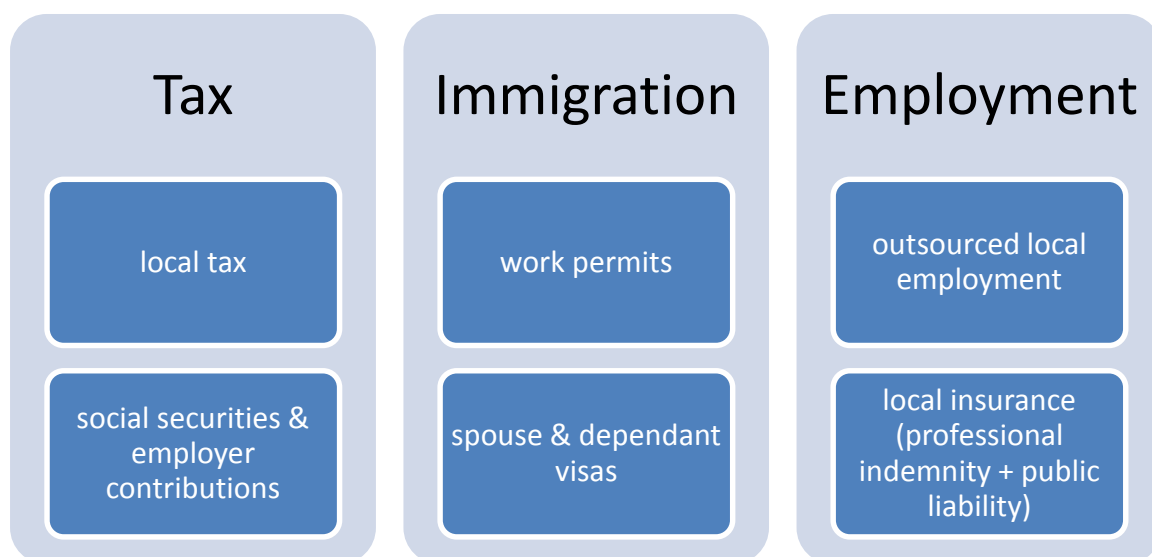 Tax
local tax
social securities &
employer
contributions
Immigration
work permits
spouse & dependant
visas
Employment
outsourced local
employment
local insurance
(professional
indemnity + public
liability)